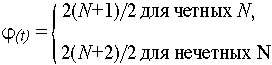 φ(t) = { 2(N+1)/2 для четных N,
2(N+2)/2 для нечетных N